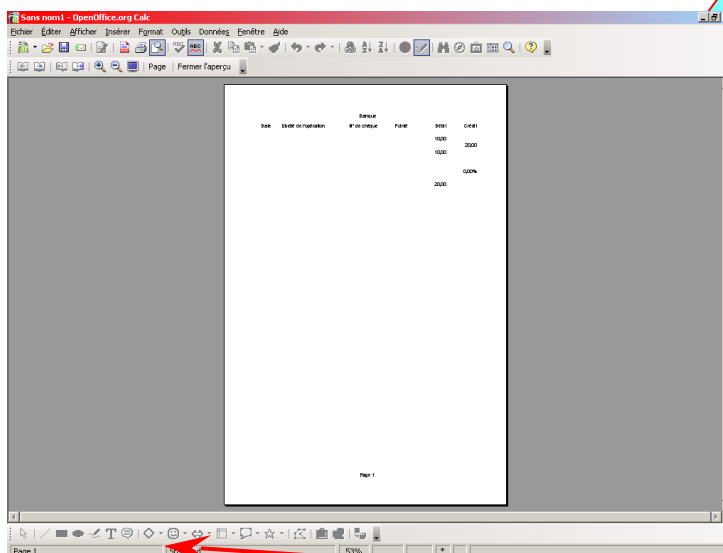 Sans nom1 - OpenOffice.org Calc
Fichier Éditer Afficher Insérer Format Outils Données Fenêtre Aide
Page Fermer l'aperçu
Banque
Date libellé de l'opération N° de chèque Pointé Débit Crédit
10,00
20,00
10,00
0,00%
20,00
Page 1
Page 1 53% *